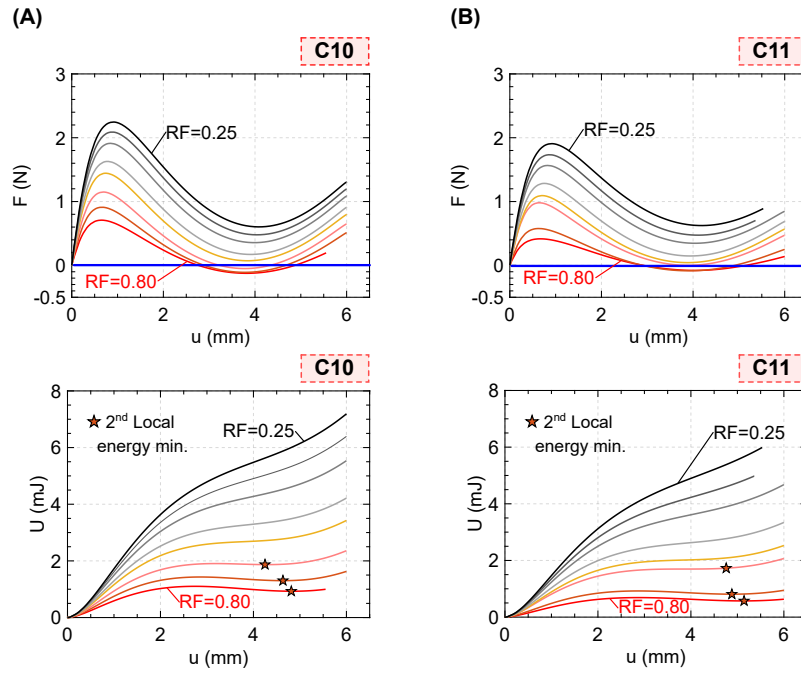 (A)
(B)
C10
3
2
1
0
-0.5
F (N)
RF=0.25
RF=0.80
0
2
4
6
u (mm)
C11
3
2
1
0
-0.5
F (N)
RF=0.25
RF=0.80
0
2
4
6
u (mm)
C10
8
6
4
2
0
U (mJ)
2nd Local
energy min.
RF=0.25
RF=0.80
0
2
4
6
u (mm)
C11
8
6
4
2
0
U (mJ)
2nd Local
energy min.
RF=0.25
RF=0.80
0
2
4
6
u (mm)